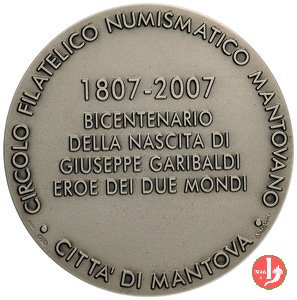 CIRCOLO FILATELICO NUMISMATICO MANTOVANO
1807-2007
BICENTENARIO
DELLA NASCITA DI
GIUSEPPE GARIBALDI
EROE DEI DUE MONDI
CITTA' DI MANTOVA